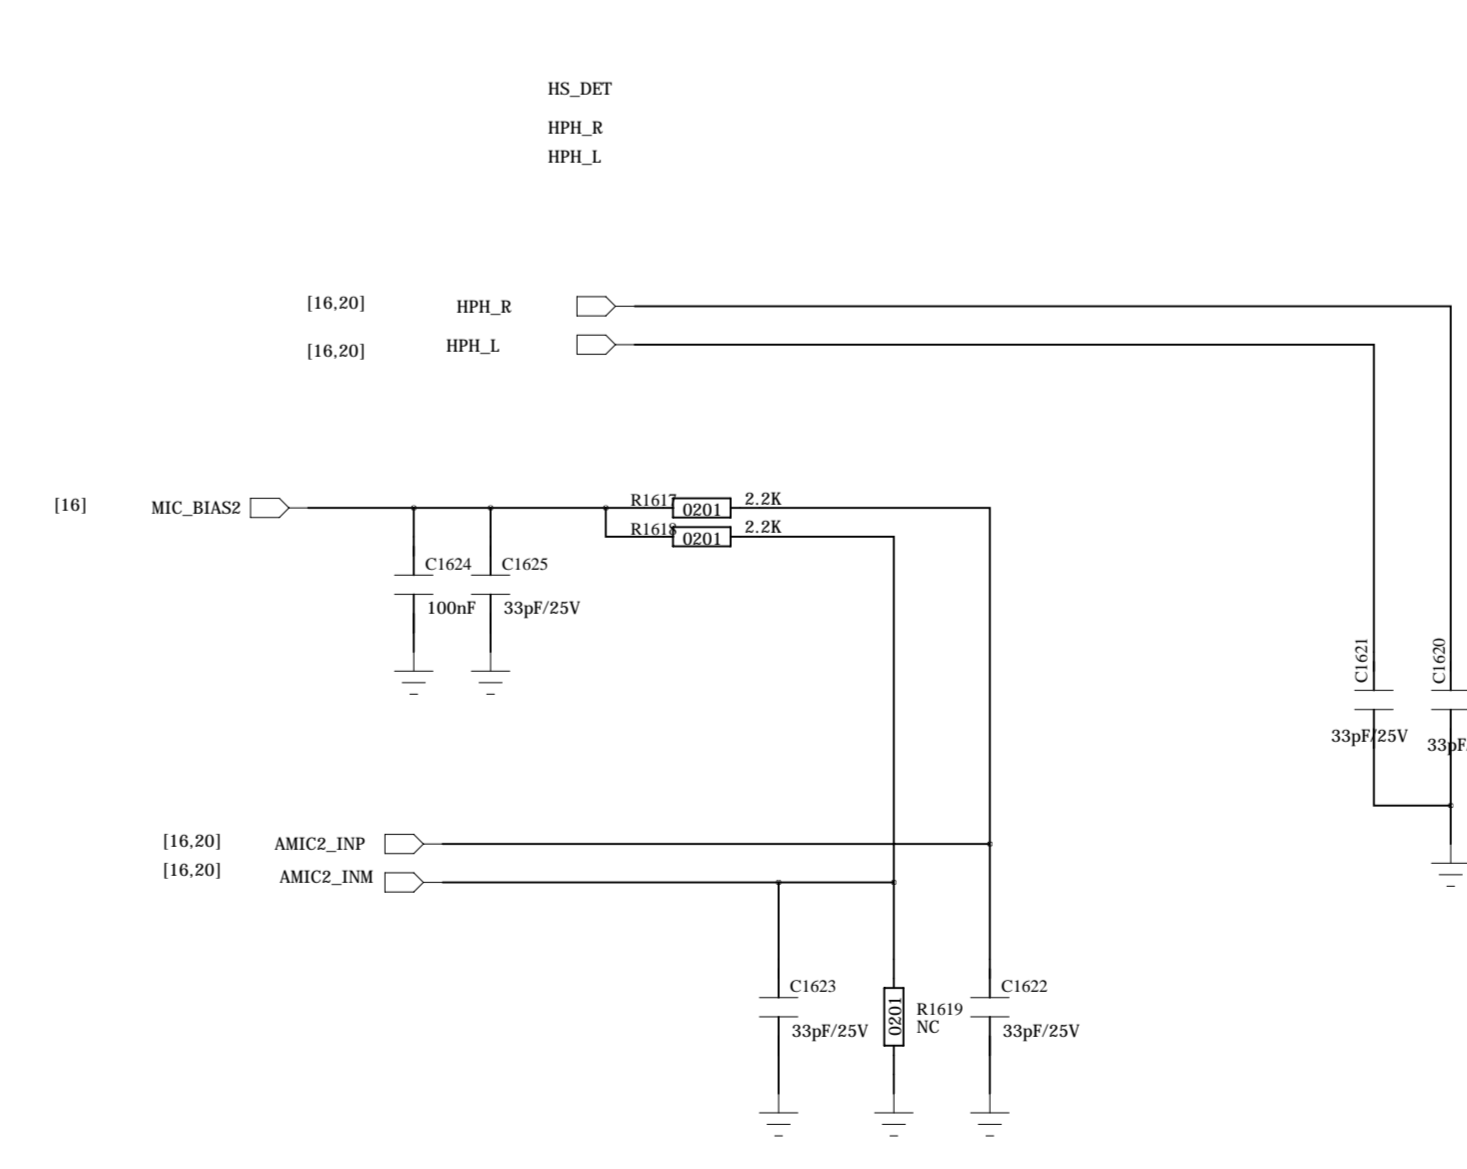 HS_DET
HPH_R
HPH_L
[16,20] HPH_R
[16,20] HPH_L
[16] MIC_BIAS2
R1617 0201 2.2K
R1618 0201 2.2K
C1624 C1625
100nF 33pF/25V
C1621 C1620
33pF/25V 33pF
[16,20] AMIC2_INP
[16,20] AMIC2_INM
C1623 C1622
0201 R1619
NC
33pF/25V 33pF/25V